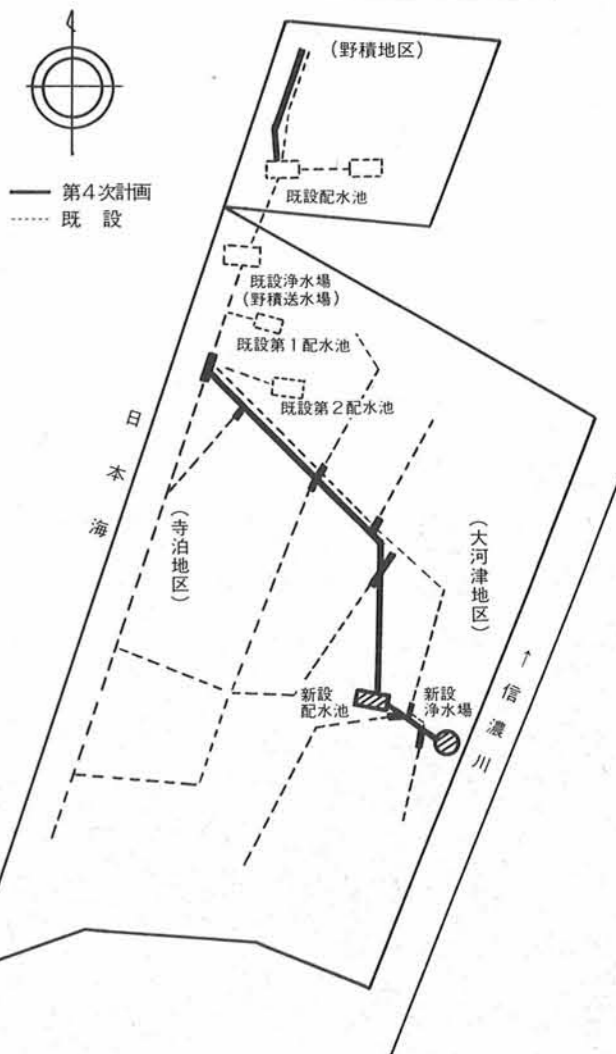 (野積地区)
第4次計画
既 設
既設配水池
既設浄水場
(野積送水場)
既設第1配水池
既設第2配水池
日本海
(寺泊地区)
(大河津地区)
新設
配水池
新設
浄水場
↑信濃川